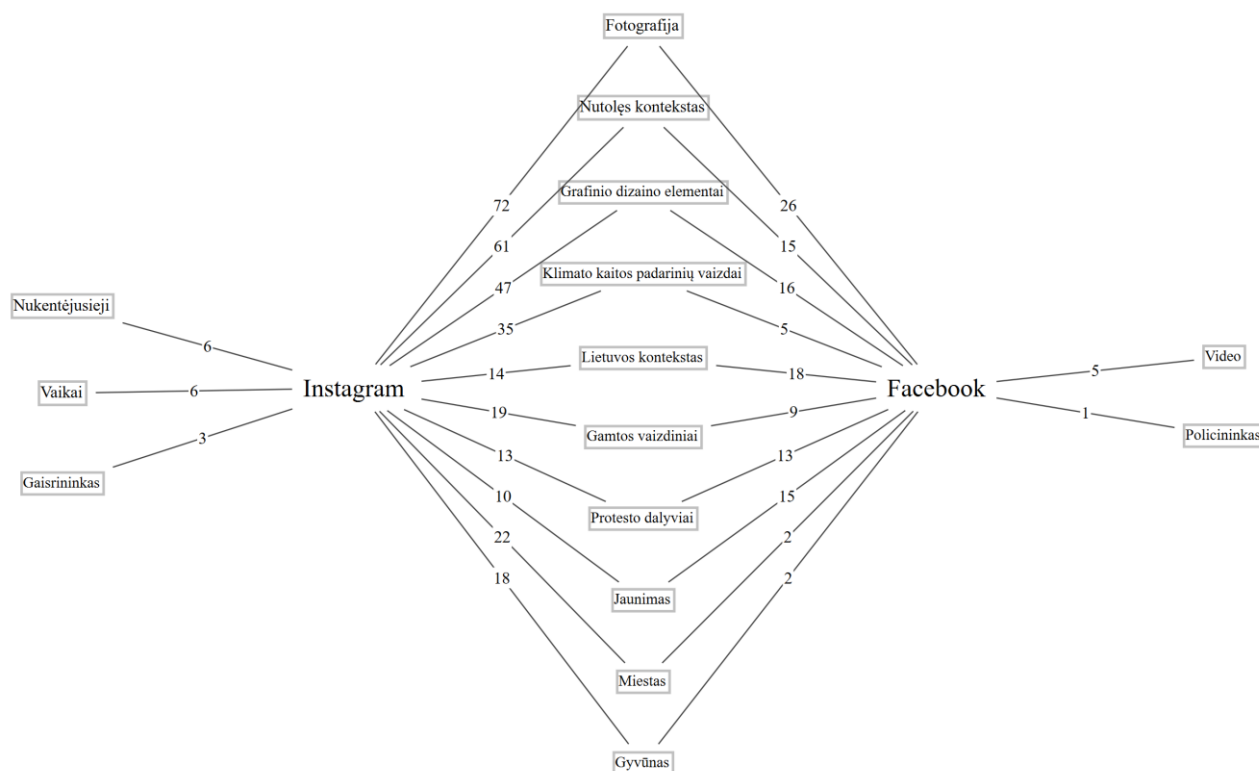 Fotografija
Nutolęs kontekstas
Grafinio dizaino elementai
72
26
61
15
Klimato kaitos padarinių vaizdai
47
16
Nukentėjusieji
35
5
6
Lietuvos kontekstas
Video
14
18
5
Vaikai
6
Instagram
Facebook
19
9
1
3
Gamtos vaizdiniai
Policininkas
13
13
Gaisrininkas
10
15
Protesto dalyviai
22
2
18
2
Jaunimas
Miestas
Gyvūnas